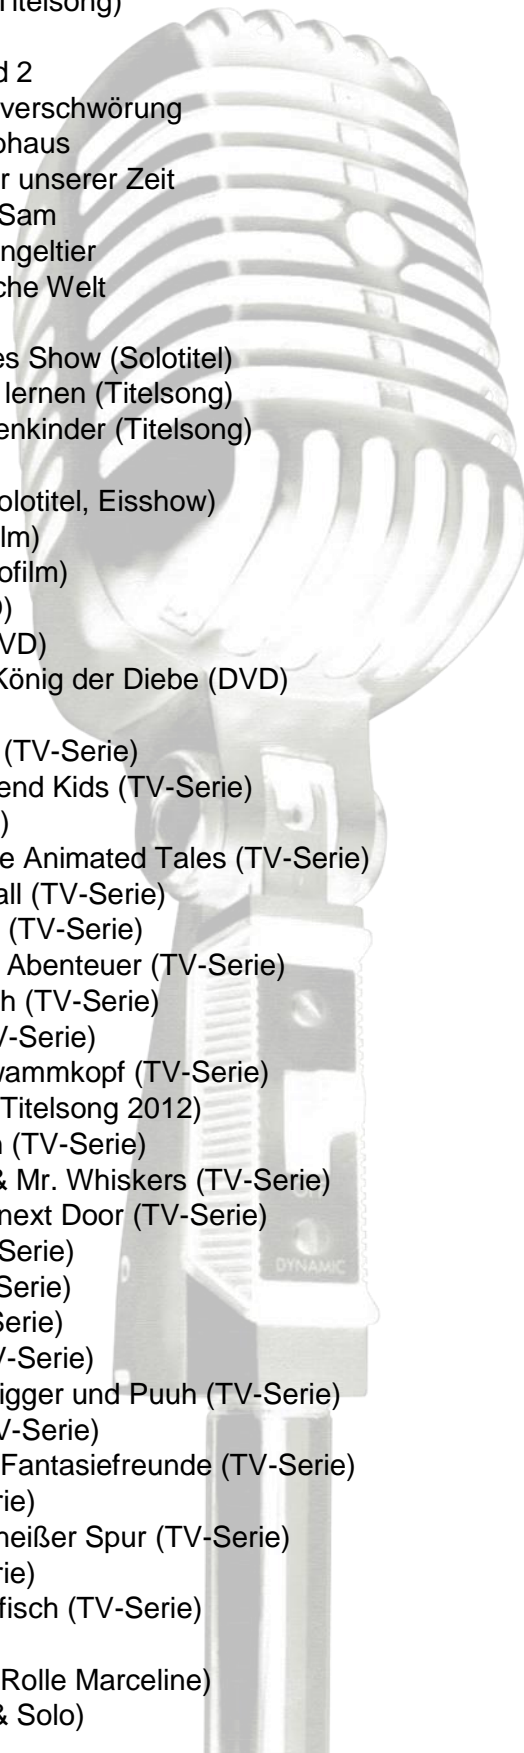 Titelsong)
d 2
verschwörung
ohaus
r unserer Zeit
Sam
ngeltier
che Welt
es Show (Solotitel)
lernen (Titelsong)
enkinder (Titelsong)
olotitel, Eisshow)
lm)
ofilm)
)
VD)
König der Diebe (DVD)
(TV-Serie)
end Kids (TV-Serie)
)
e Animated Tales (TV-Serie)
all (TV-Serie)
(TV-Serie)
Abenteuer (TV-Serie)
h (TV-Serie)
V-Serie)
wammkopf (TV-Serie)
Titelsong 2012)
n (TV-Serie)
& Mr. Whiskers (TV-Serie)
next Door (TV-Serie)
Serie)
Serie)
Serie)
V-Serie)
igger und Puuh (TV-Serie)
V-Serie)
Fantasiefreunde (TV-Serie)
rie)
heißer Spur (TV-Serie)
rie)
fisch (TV-Serie)
Rolle Marceline)
& Solo)
DYNAMIC